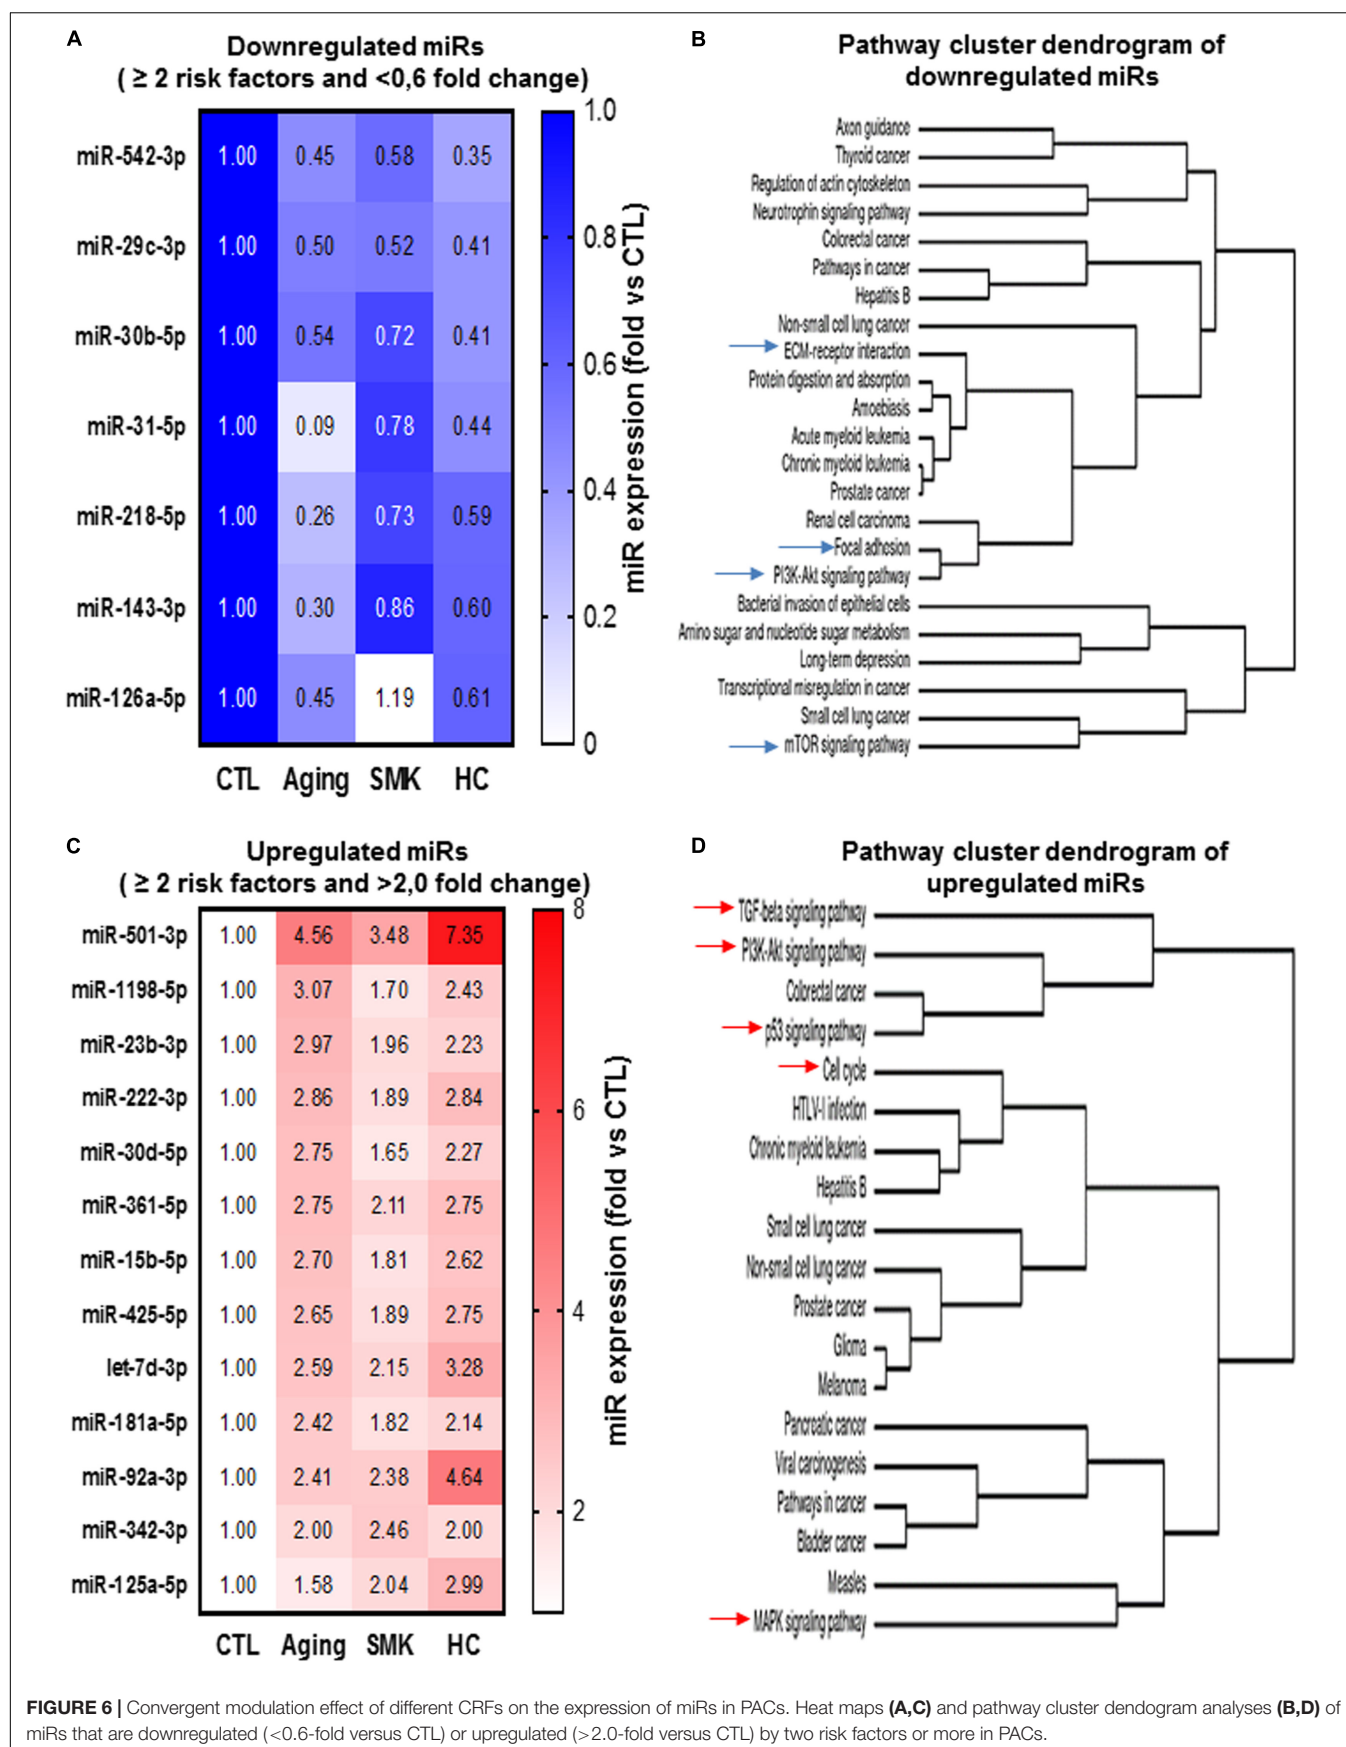 A
Downregulated miRs
( ≥ 2 risk factors and <0,6 fold change)
miR-542-3p 1.00 0.45 0.58 0.35
miR-29c-3p 1.00 0.50 0.52 0.41
miR-30b-5p 1.00 0.54 0.72 0.41
miR-31-5p 1.00 0.09 0.78 0.44
miR-218-5p 1.00 0.26 0.73 0.59
miR-143-3p 1.00 0.30 0.86 0.60
miR-126a-5p 1.00 0.45 1.19 0.61
CTL Aging SMK HC
1.0
0.8
0.6
0.4
0.2
0
miR expression (fold vs CTL)
B
Pathway cluster dendrogram of
downregulated miRs
Axon guidance
Thyroid cancer
Regulation of actin cytoskeleton
Neurotrophin signaling pathway
Colorectal cancer
Pathways in cancer
Hepatitis B
Non-small cell lung cancer
ECM-receptor interaction
Protein digestion and absorption
Amoebiasis
Acute myeloid leukemia
Chronic myeloid leukemia
Prostate cancer
Renal cell carcinoma
Focal adhesion
PI3K-Akt signaling pathway
Bacterial invasion of epithelial cells
Amino sugar and nucleotide sugar metabolism
Long-term depression
Transcriptional misregulation in cancer
Small cell lung cancer
mTOR signaling pathway
C
Upregulated miRs
( ≥ 2 risk factors and >2,0 fold change)
miR-501-3p 1.00 4.56 3.48 7.35
miR-1198-5p 1.00 3.07 1.70 2.43
miR-23b-3p 1.00 2.97 1.96 2.23
miR-222-3p 1.00 2.86 1.89 2.84
miR-30d-5p 1.00 2.75 1.65 2.27
miR-361-5p 1.00 2.75 2.11 2.75
miR-15b-5p 1.00 2.70 1.81 2.62
miR-425-5p 1.00 2.65 1.89 2.75
let-7d-3p 1.00 2.59 2.15 3.28
miR-181a-5p 1.00 2.42 1.82 2.14
miR-92a-3p 1.00 2.41 2.38 4.64
miR-342-3p 1.00 2.00 2.46 2.00
miR-125a-5p 1.00 1.58 2.04 2.99
CTL Aging SMK HC
8
6
4
2
miR expression (fold vs CTL)
D
Pathway cluster dendrogram of
upregulated miRs
TGF-beta signaling pathway
PI3K-Akt signaling pathway
Colorectal cancer
p53 signaling pathway
Cell cycle
HTLV-I infection
Chronic myeloid leukemia
Hepatitis B
Small cell lung cancer
Non-small cell lung cancer
Prostate cancer
Glioma
Melanoma
Pancreatic cancer
Viral carcinogenesis
Pathways in cancer
Bladder cancer
Measles
MAPK signaling pathway
FIGURE 6 | Convergent modulation effect of different CRFs on the expression of miRs in PACs. Heat maps (A,C) and pathway cluster dendogram analyses (B,D) of
miRs that are downregulated (<0.6-fold versus CTL) or upregulated (>2.0-fold versus CTL) by two risk factors or more in PACs.